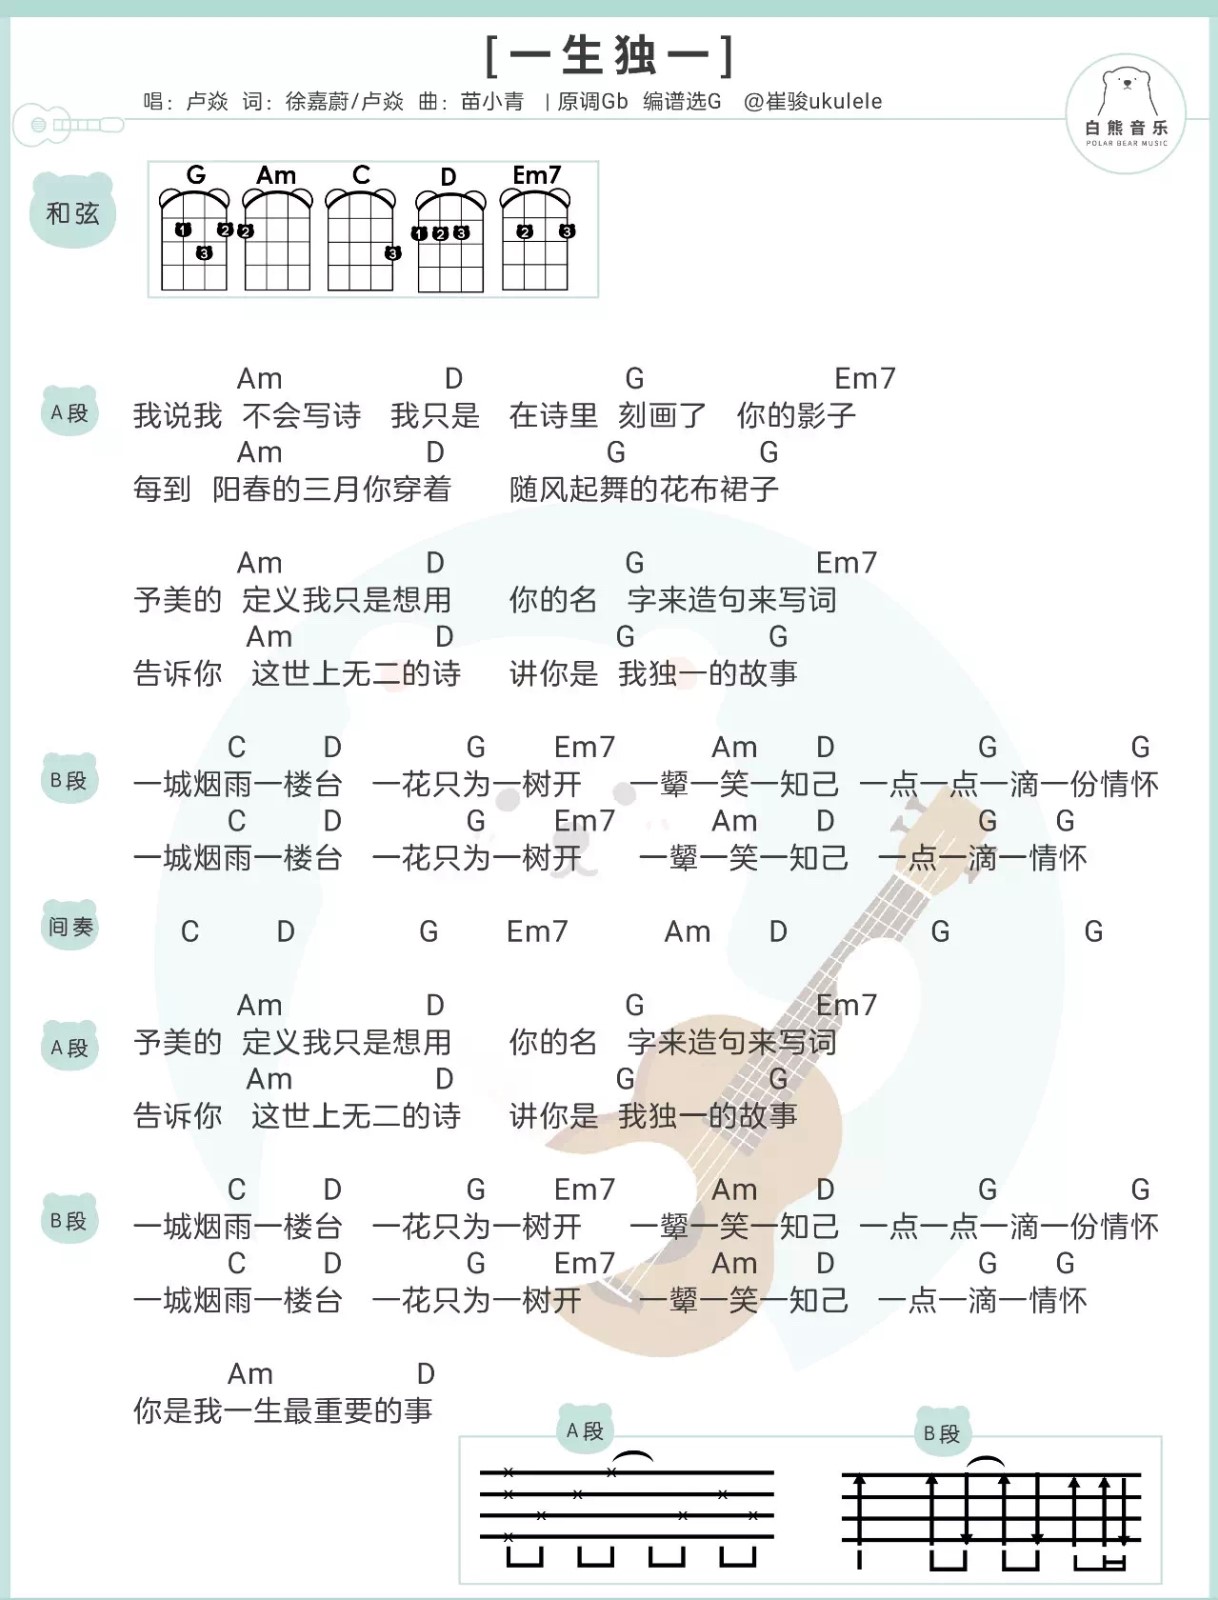 [一生独一]
唱：卢焱 词：徐嘉蔚/卢焱 曲：苗小青 | 原调Gb 编谱选G @崔骏ukulele
白熊音乐
POLAR BEAR MUSIC
和弦
G Am C D Em7
1 2 3 2 3 1 2 3 2 3
Am D G Em7
A段 我说我 不会写诗 我只是 在诗里 刻画了 你的影子
Am D G G
每到 阳春的三月你穿着 随风起舞的花布裙子
Am D G Em7
予美的 定义我只是想用 你的名 字来造句来写词
Am D G G
告诉你 这世上无二的诗 讲你是 我独一的故事
C D G Em7 Am D G G
B段 一城烟雨一楼台 一花只为一树开 一颦一笑一知己 一点一点一滴一份情怀
C D G Em7 Am D G G
一城烟雨一楼台 一花只为一树开 一颦一笑一知己 一点一滴一情怀
间奏 C D G Em7 Am D G G
Am D G Em7
A段 予美的 定义我只是想用 你的名 字来造句来写词
Am D G G
告诉你 这世上无二的诗 讲你是 我独一的故事
C D G Em7 Am D G G
B段 一城烟雨一楼台 一花只为一树开 一颦一笑一知己 一点一点一滴一份情怀
C D G Em7 Am D G G
一城烟雨一楼台 一花只为一树开 一颦一笑一知己 一点一滴一情怀
Am D
你是我一生最重要的事
A段 B段